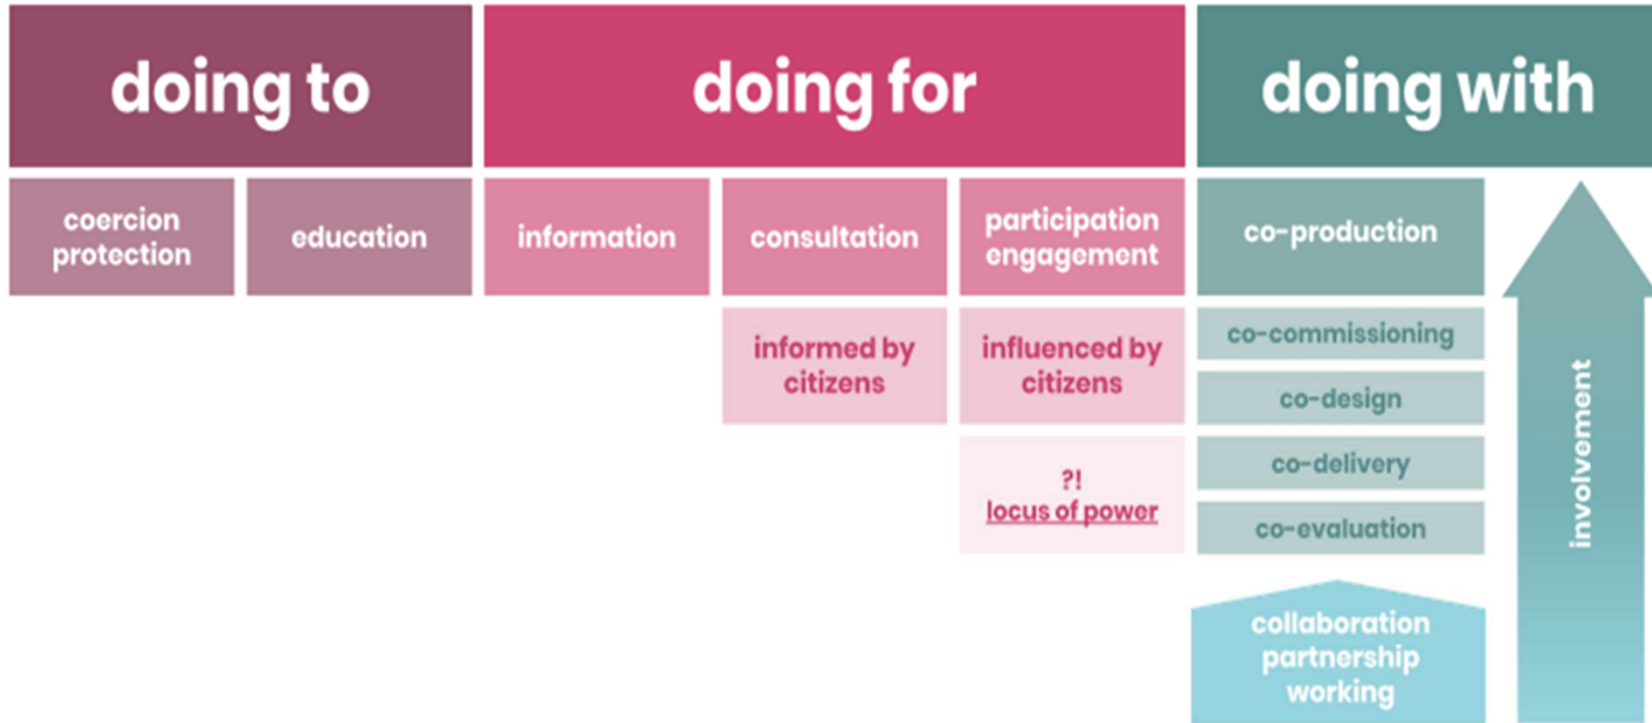 doing to
doing for
doing with
coercion
protection
education
information
consultation
participation
engagement
co-production
informed by
citizens
influenced by
citizens
co-commissioning
co-design
?!
locus of power
co-delivery
co-evaluation
collaboration
partnership
working
involvement